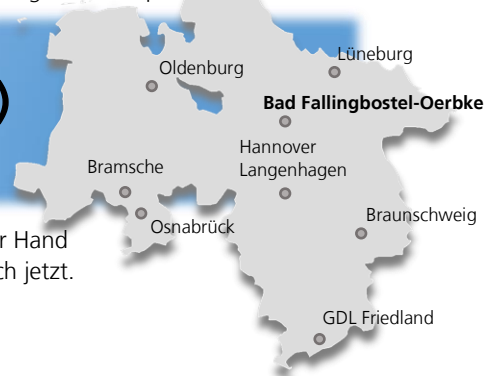 Oldenburg
Lüneburg
Bad Fallingbostel-Oerbke
Hannover
Langenhagen
Bramsche
Osnabrück
Braunschweig
r Hand
ch jetzt.
GDL Friedland